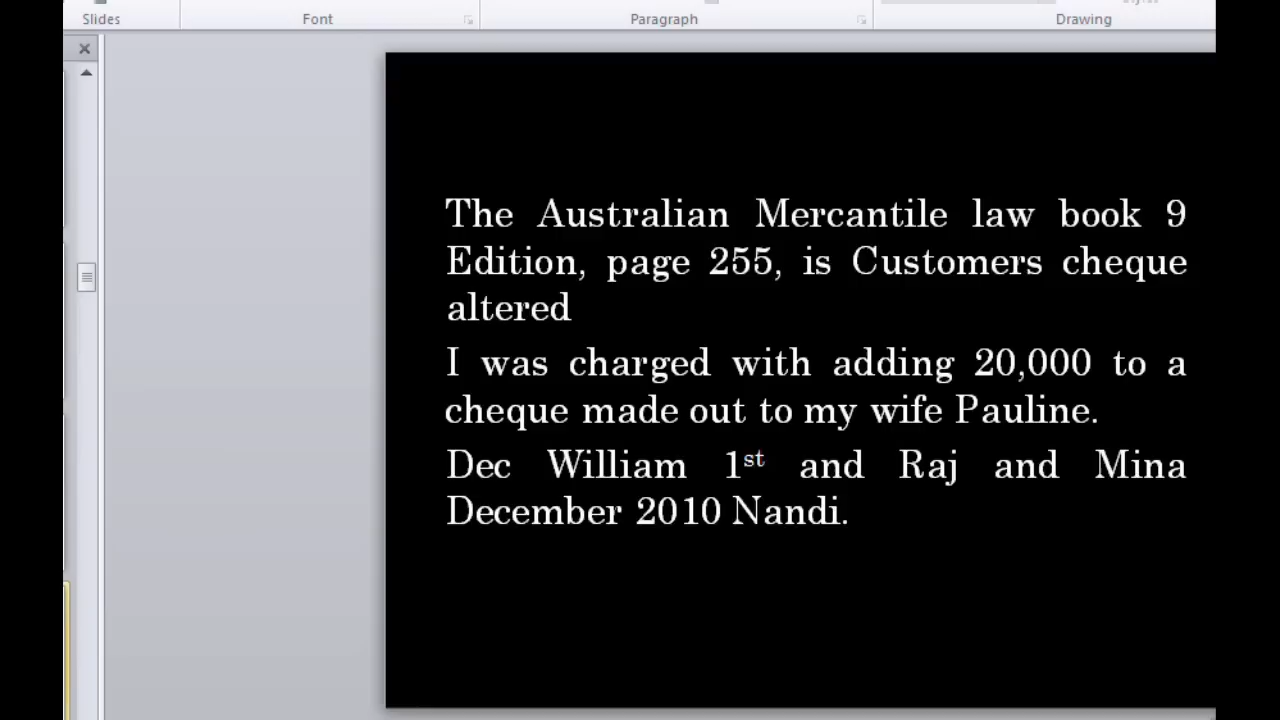 Slides Font Paragraph Drawing
The Australian Mercantile law book 9
Edition, page 255, is Customers cheque
altered
I was charged with adding 20,000 to a
cheque made out to my wife Pauline.
Dec William 1st and Raj and Mina
December 2010 Nandi.